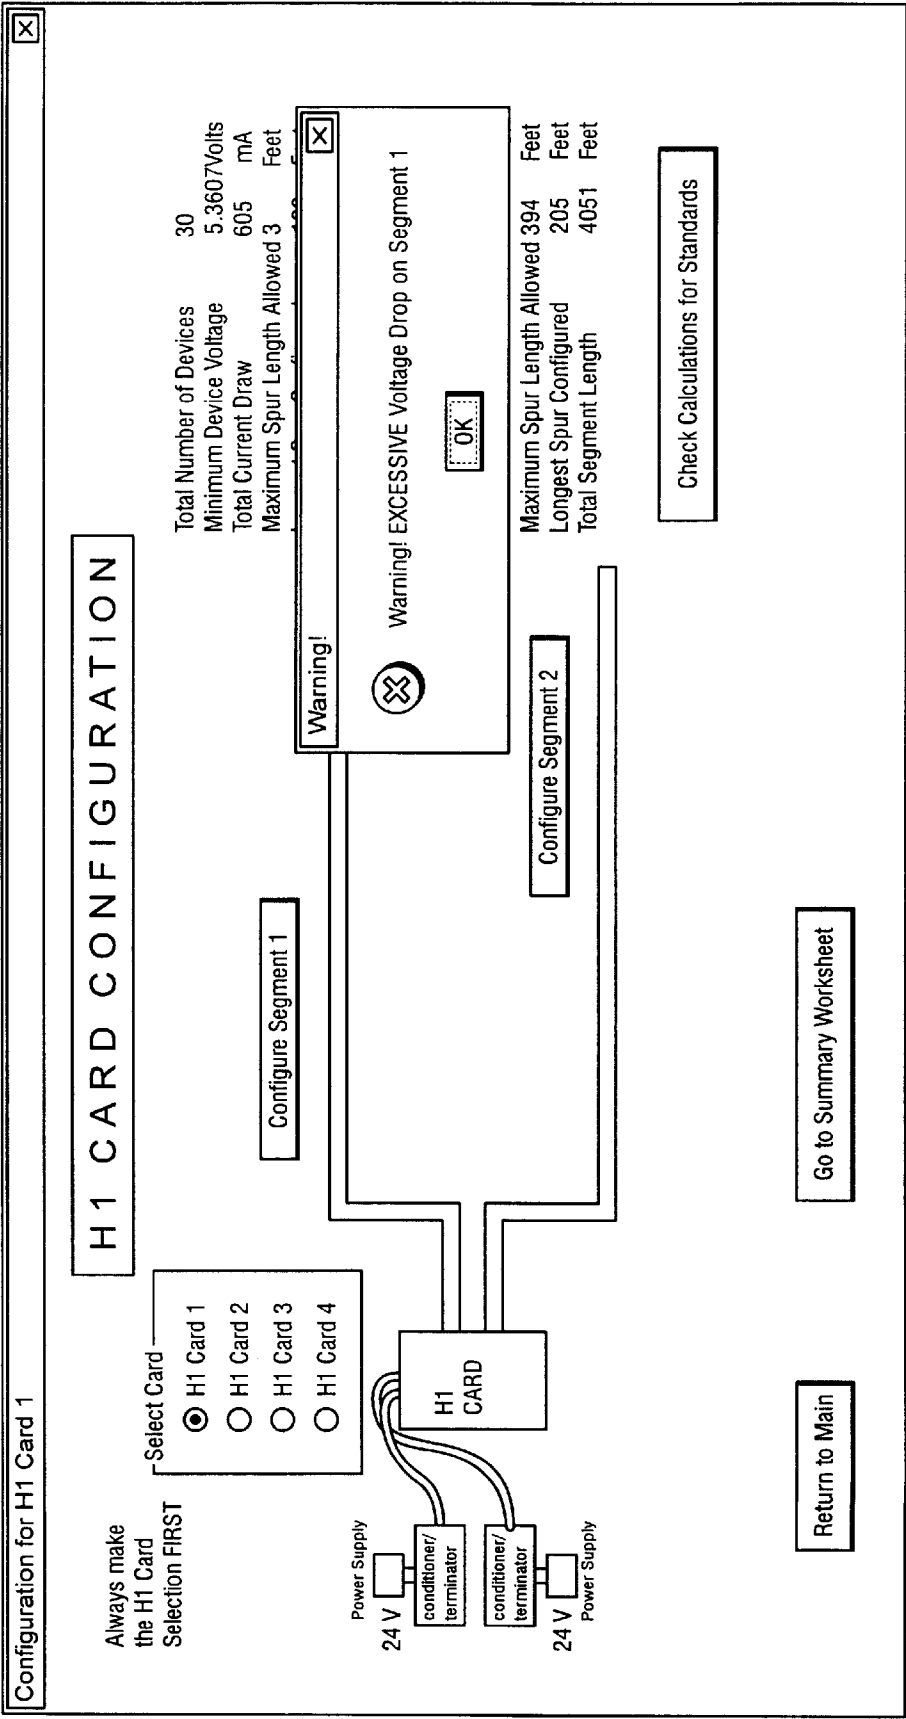 Configuration for H1 Card 1
H1 CARD CONFIGURATION
Always make
the H1 Card
Selection FIRST
Select Card
H1 Card 1
H1 Card 2
H1 Card 3
H1 Card 4
Total Number of Devices 30
Minimum Device Voltage 5.3607Volts
Total Current Draw 605 mA
Maximum Spur Length Allowed 3 Feet
Configure Segment 1
Warning!
Warning! EXCESSIVE Voltage Drop on Segment 1
OK
Power Supply
24 V
conditioner/
terminator
H1
CARD
conditioner/
terminator
24 V
Power Supply
Configure Segment 2
Maximum Spur Length Allowed 394 Feet
Longest Spur Configured 205 Feet
Total Segment Length 4051 Feet
Check Calculations for Standards
Return to Main
Go to Summary Worksheet